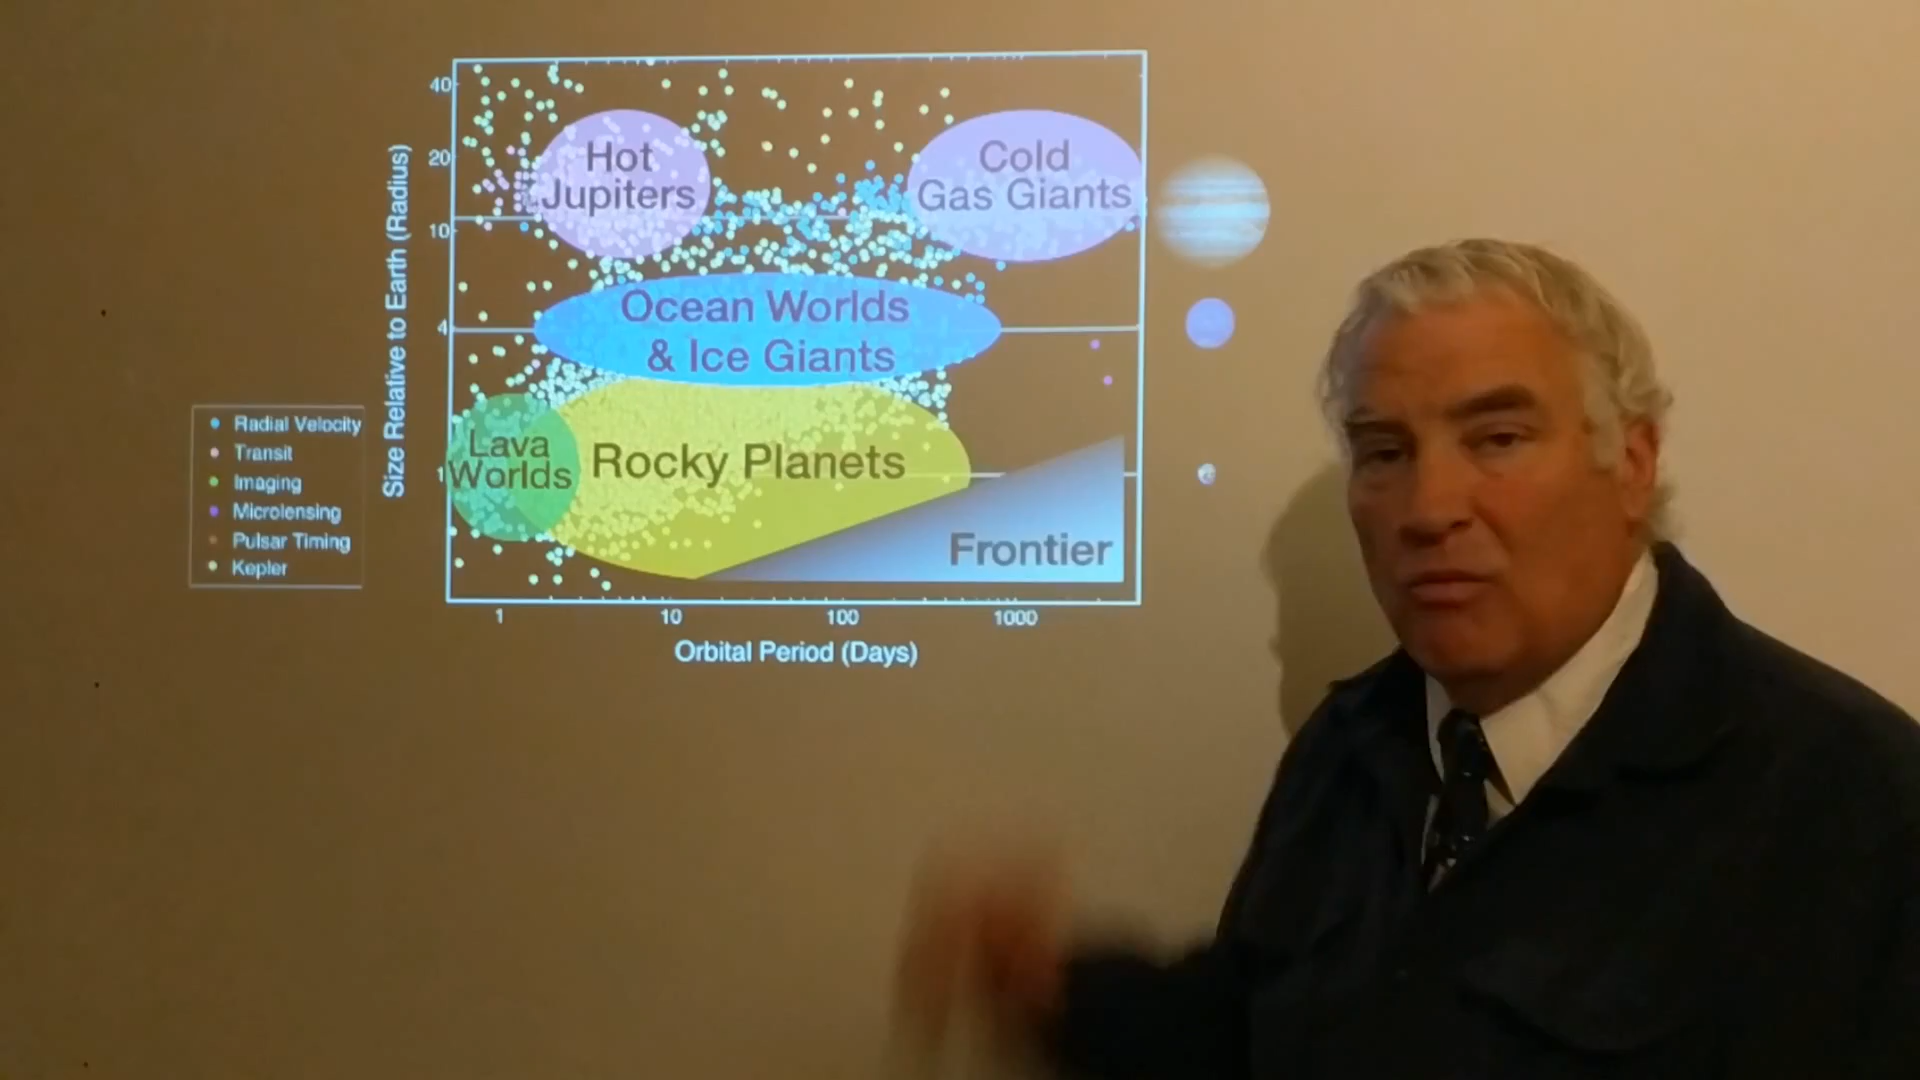 40
20
10
4
1
Size Relative to Earth (Radius)
Hot
Jupiters
Cold
Gas Giants
Ocean Worlds
& Ice Giants
Lava
Worlds
Rocky Planets
Frontier
Radial Velocity
Transit
Imaging
Microlensing
Pulsar Timing
Kepler
1 10 100 1000
Orbital Period (Days)